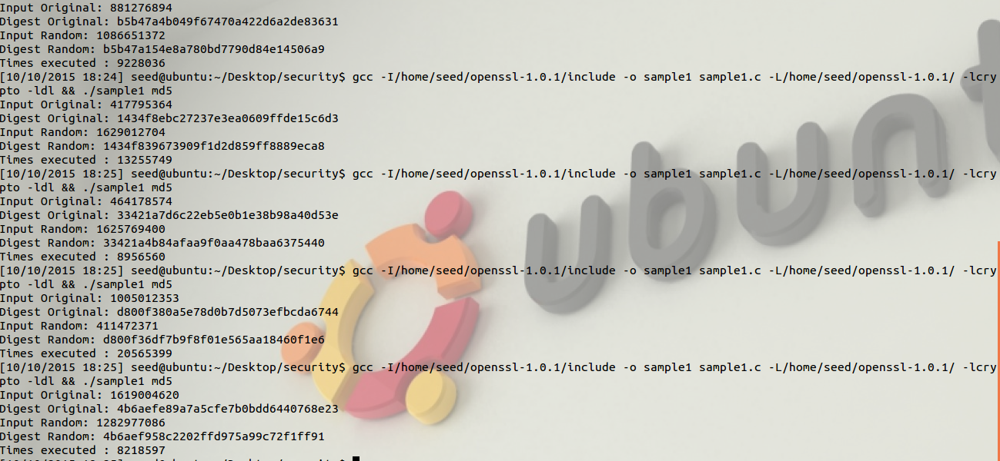 Input Original: 881276894
Digest Original: b5b47a4b049f67470a422d6a2de83631
Input Random: 1086651372
Digest Random: b5b47a154e8a780bd7790d84e14506a9
Times executed : 9228036
[10/10/2015 18:24] seed@ubuntu:~/Desktop/security$ gcc -I/home/seed/openssl-1.0.1/include -o sample1 sample1.c -L/home/seed/openssl-1.0.1/ -lcry
pto -ldl && ./sample1 md5
Input Original: 417795364
Digest Original: 1434f8ebc27237e3ea0609ffde15c6d3
Input Random: 1629012704
Digest Random: 1434f839673909f1d2d859ff8889eca8
Times executed : 13255749
[10/10/2015 18:25] seed@ubuntu:~/Desktop/security$ gcc -I/home/seed/openssl-1.0.1/include -o sample1 sample1.c -L/home/seed/openssl-1.0.1/ -lcry
pto -ldl && ./sample1 md5
Input Original: 464178574
Digest Original: 33421a7d6c22eb5e0b1e38b98a40d53e
Input Random: 1625769400
Digest Random: 33421a4b84afaa9f0aa478baa6375440
Times executed : 8956560
[10/10/2015 18:25] seed@ubuntu:~/Desktop/security$ gcc -I/home/seed/openssl-1.0.1/include -o sample1 sample1.c -L/home/seed/openssl-1.0.1/ -lcry
pto -ldl && ./sample1 md5
Input Original: 1005012353
Digest Original: d800f380a5e78d0b7d5073efbcda6744
Input Random: 411472371
Digest Random: d800f36df7b9f8f01e565aa18460f1e6
Times executed : 20565399
[10/10/2015 18:25] seed@ubuntu:~/Desktop/security$ gcc -I/home/seed/openssl-1.0.1/include -o sample1 sample1.c -L/home/seed/openssl-1.0.1/ -lcry
pto -ldl && ./sample1 md5
Input Original: 1619004620
Digest Original: 4b6aefe89a7a5cfe7b0bdd6440768e23
Input Random: 1282977086
Digest Random: 4b6aef958c2202ffd975a99c72f1ff91
Times executed : 8218597
ubunt